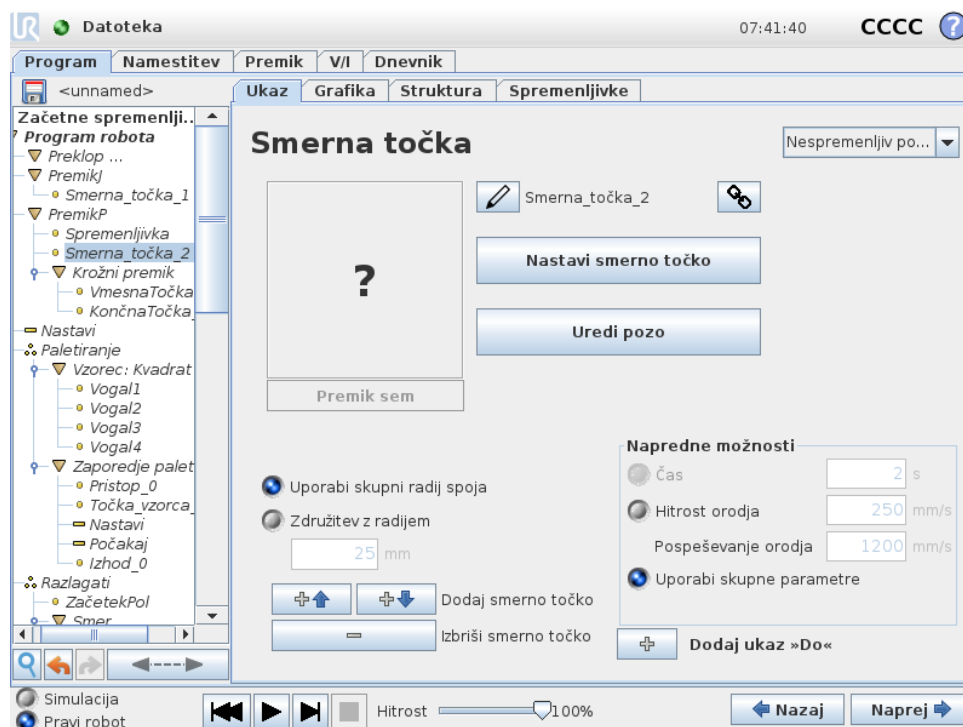 UR Datoteka 07:41:40 CCCC ?
Program Namestitev Premik V/I Dnevnik
<unnamed> Ukaz Grafika Struktura Spremenljivke
Začetne spremenlji..
Program robota
Preklop ...
PremikJ
Smerna_točka_1
PremikP
Spremenljivka
Smerna_točka_2
Krožni premik
VmesnaTočka
KončnaTočka_
Nastavi
Paletiranje
Vzorec: Kvadrat
Vogal1
Vogal2
Vogal3
Vogal4
Zaporedje palet
Pristop_0
Točka_vzorca_
Nastavi
Počakaj
Izhod_0
Razlagati
ZačetekPol
Smer
Smerna točka
Nespremenljiv po...
Smerna_točka_2
?
Nastavi smerno točko
Uredi pozo
Premik sem
Uporabi skupni radij spoja
Združitev z radijem
25 mm
Dodaj smerno točko
Izbriši smerno točko
Napredne možnosti
Čas 2 s
Hitrost orodja 250 mm/s
Pospeševanje orodja 1200 mm/s
Uporabi skupne parametre
Dodaj ukaz »Do«
Simulacija
Pravi robot
Hitrost 100%
Nazaj Naprej